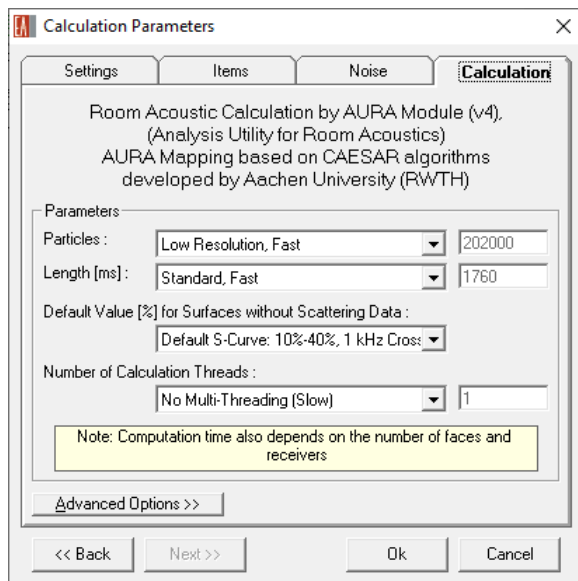 EA Calculation Parameters
Settings Items Noise Calculation
Room Acoustic Calculation by AURA Module (v4),
(Analysis Utility for Room Acoustics)
AURA Mapping based on CAESAR algorithms
developed by Aachen University (RWTH)
Parameters
Particles : Low Resolution, Fast 202000
Length [ms] : Standard, Fast 1760
Default Value [%] for Surfaces without Scattering Data :
Default S-Curve: 10%-40%, 1 kHz Cross
Number of Calculation Threads :
No Multi-Threading (Slow) 1
Note: Computation time also depends on the number of faces and
receivers
Advanced Options >>
<< Back Next >> Ok Cancel